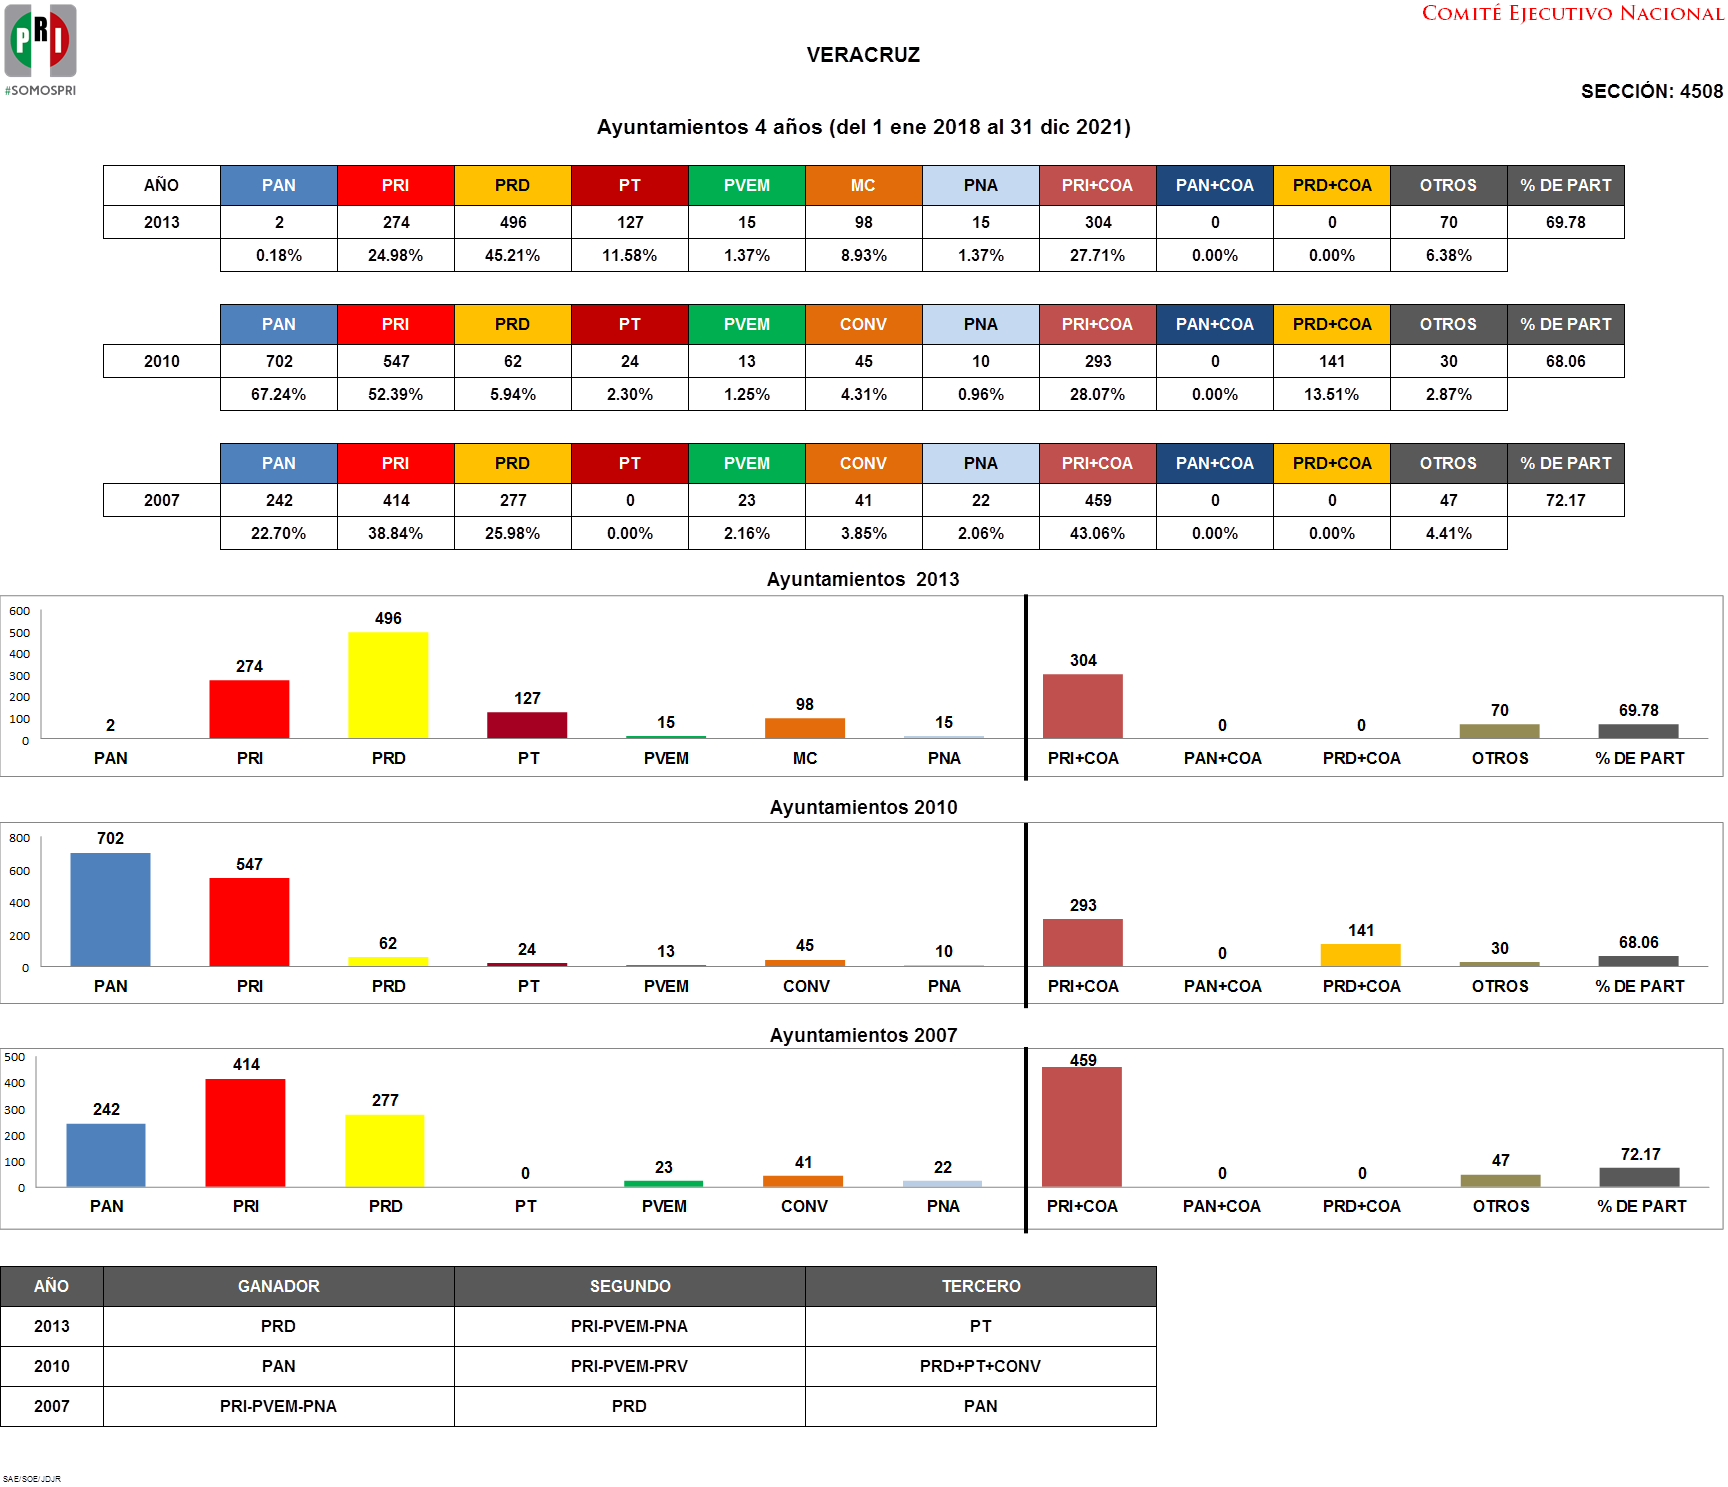 PRI
#SOMOSPRI
COMITÉ EJECUTIVO NACIONAL
VERACRUZ
SECCIÓN: 4508
Ayuntamientos 4 años (del 1 ene 2018 al 31 dic 2021)
AÑO PAN PRI PRD PT PVEM MC PNA PRI+COA PAN+COA PRD+COA OTROS % DE PART
2013 2 274 496 127 15 98 15 304 0 0 70 69.78
0.18% 24.98% 45.21% 11.58% 1.37% 8.93% 1.37% 27.71% 0.00% 0.00% 6.38%
PAN PRI PRD PT PVEM CONV PNA PRI+COA PAN+COA PRD+COA OTROS % DE PART
2010 702 547 62 24 13 45 10 293 0 141 30 68.06
67.24% 52.39% 5.94% 2.30% 1.25% 4.31% 0.96% 28.07% 0.00% 13.51% 2.87%
PAN PRI PRD PT PVEM CONV PNA PRI+COA PAN+COA PRD+COA OTROS % DE PART
2007 242 414 277 0 23 41 22 459 0 0 47 72.17
22.70% 38.84% 25.98% 0.00% 2.16% 3.85% 2.06% 43.06% 0.00% 0.00% 4.41%
Ayuntamientos 2013
600
500
400
300
200
100
0
2 274 496 127 15 98 15 304 0 0 70 69.78
PAN PRI PRD PT PVEM MC PNA PRI+COA PAN+COA PRD+COA OTROS % DE PART
Ayuntamientos 2010
800
600
400
200
0
702 547 62 24 13 45 10 293 0 141 30 68.06
PAN PRI PRD PT PVEM CONV PNA PRI+COA PAN+COA PRD+COA OTROS % DE PART
Ayuntamientos 2007
500
400
300
200
100
0
242 414 277 0 23 41 22 459 0 0 47 72.17
PAN PRI PRD PT PVEM CONV PNA PRI+COA PAN+COA PRD+COA OTROS % DE PART
AÑO GANADOR SEGUNDO TERCERO
2013 PRD PRI-PVEM-PNA PT
2010 PAN PRI-PVEM-PRV PRD+PT+CONV
2007 PRI-PVEM-PNA PRD PAN
SAE/SOE/JDJR